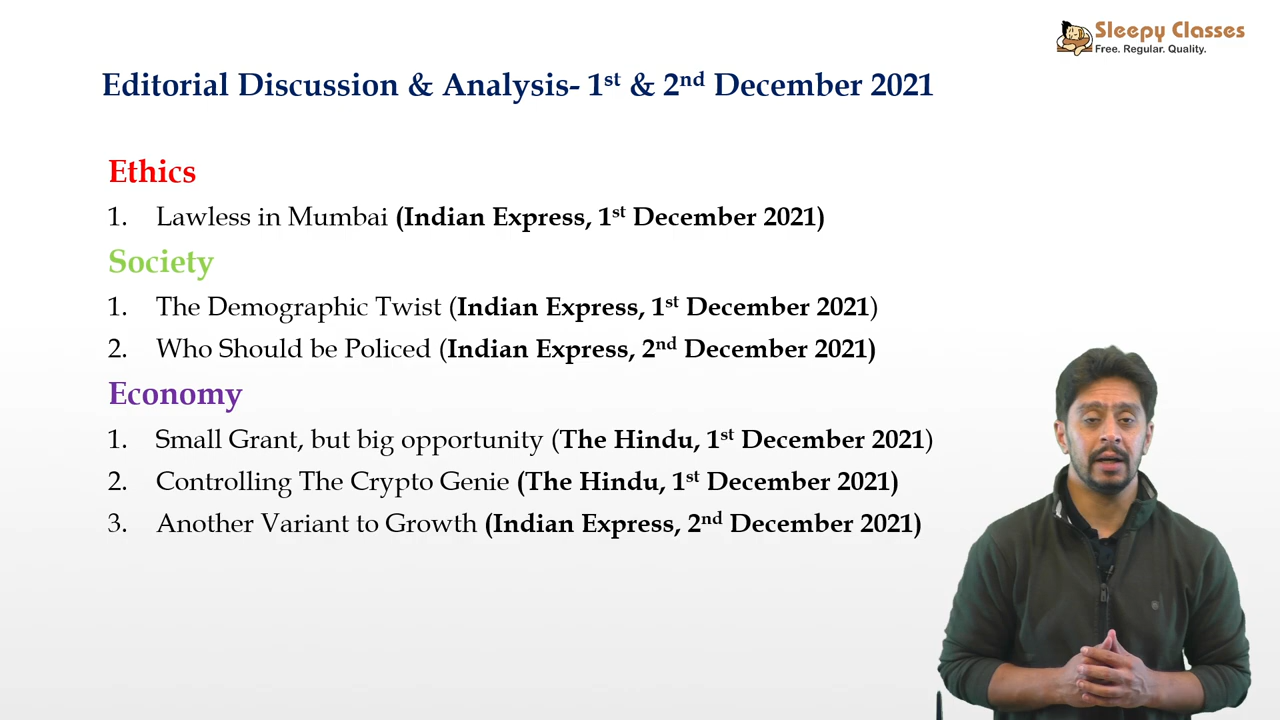 Sleepy Classes
Free. Regular. Quality.
Editorial Discussion & Analysis- 1st & 2nd December 2021
Ethics
1. Lawless in Mumbai (Indian Express, 1st December 2021)
Society
1. The Demographic Twist (Indian Express, 1st December 2021)
2. Who Should be Policed (Indian Express, 2nd December 2021)
Economy
1. Small Grant, but big opportunity (The Hindu, 1st December 2021)
2. Controlling The Crypto Genie (The Hindu, 1st December 2021)
3. Another Variant to Growth (Indian Express, 2nd December 2021)